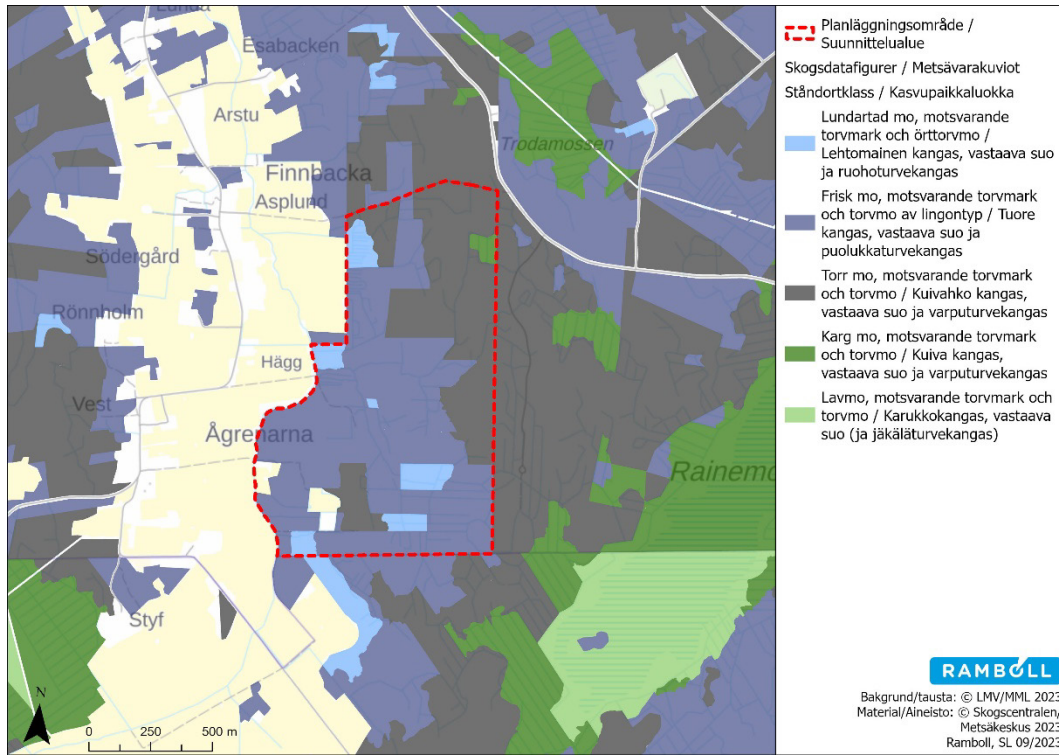 Lunda
Esabacken
Arstu
Trodamossen
Finnbacka
Asplund
Södergård
Rönnholm
Hägg
Vest
Ågrenarna
Styf
N
0 250 500 m
Planläggningsområde /
Suunnittelualue
Skogsdatafigurer / Metsävarakuviot
Ståndortklass / Kasvupaikkaluokka
Lundartad mo, motsvarande
torvmark och örttorvmo /
Lehtomainen kangas, vastaava suo
ja ruohoturvekangas
Frisk mo, motsvarande torvmark
och torvmo av lingontyp / Tuore
kangas, vastaava suo ja
puolukkaturvekangas
Torr mo, motsvarande torvmark
och torvmo / Kuivahko kangas,
vastaava suo ja varputurvekangas
Karg mo, motsvarande torvmark
och torvmo / Kuiva kangas,
vastaava suo ja varputurvekangas
Lavmo, motsvarande torvmark och
torvmo / Karukkokangas, vastaava
suo (ja jäkäläturvekangas)
RAMBOLL
Bakgrund/tausta: © LMV/MML 2023
Material/Aineisto: © Skogscentralen/
Metsäkeskus 2023
Ramboll, SL 09/2023